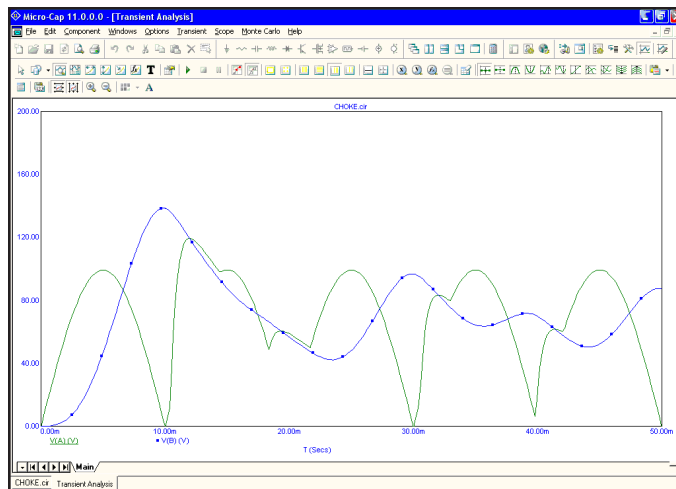 Micro-Cap 11.0.0.0 - [Transient Analysis]
File Edit Component Windows Options Transient Scope Monte Carlo Help
T
A
CHOKE.cir
200.00
160.00
120.00
80.00
40.00
0.00
0.00m 10.00m 20.00m 30.00m 40.00m 50.00m
V(A) (V) V(B) (V)
T (Secs)
Main
CHOKE.cir Transient Analysis